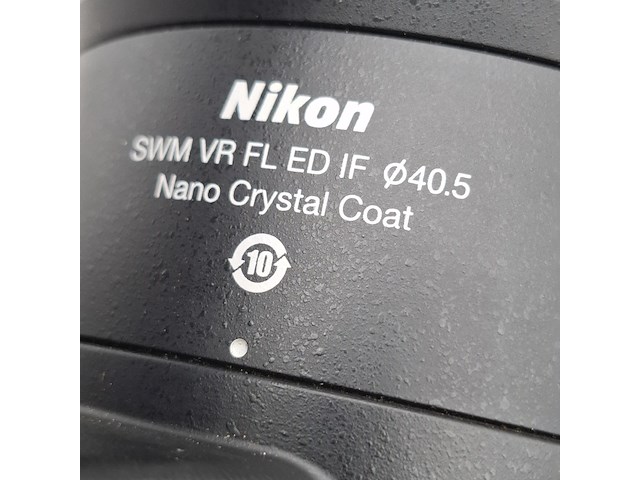 Nikon
SWM VR FL ED IF ø40.5
Nano Crystal Coat
10